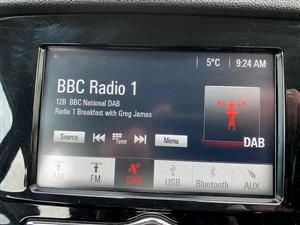 5°C 9:24 AM
BBC Radio 1
12B BBC National DAB
Radio 1 Breakfast with Greg James
Source Tune Menu
DAB
AM FM DAB USB Bluetooth AUX